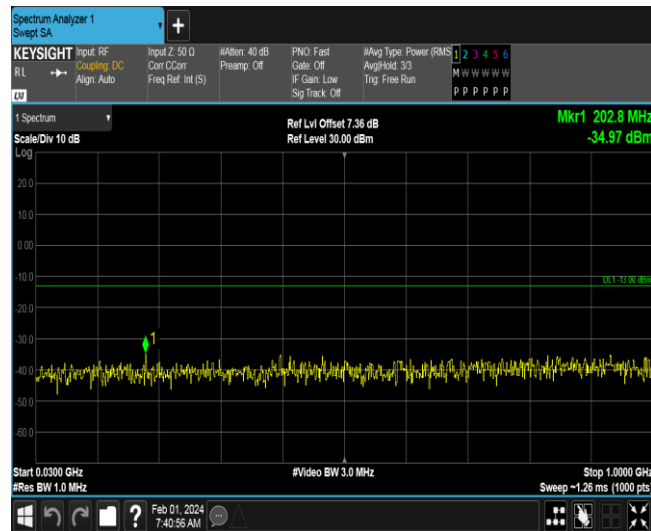 Spectrum Analyzer 1
Swept SA
+
KEYSIGHT
RL
LXI
Input: RF
Coupling: DC
Align: Auto
Input Z: 50 Ω
Corr CCorr
Freq Ref: Int (S)
#Atten: 40 dB
Preamp: Off
PNO: Fast
Gate: Off
IF Gain: Low
Sig Track: Off
#Avg Type: Power (RMS
Avg|Hold: 3/3
Trig: Free Run
1 2 3 4 5 6
M W W W W W
P P P P P P
1 Spectrum
Scale/Div 10 dB
Log
Ref Lvl Offset 7.36 dB
Ref Level 30.00 dBm
Mkr1 202.8 MHz
-34.97 dBm
20.0
10.0
0.00
-10.0
DL1 -13.00 dBm
-20.0
-30.0
1
-40.0
-50.0
-60.0
Start 0.0300 GHz
#Res BW 1.0 MHz
#Video BW 3.0 MHz
Stop 1.0000 GHz
Sweep ~1.26 ms (1000 pts
?
Feb 01, 2024
7:40:56 AM